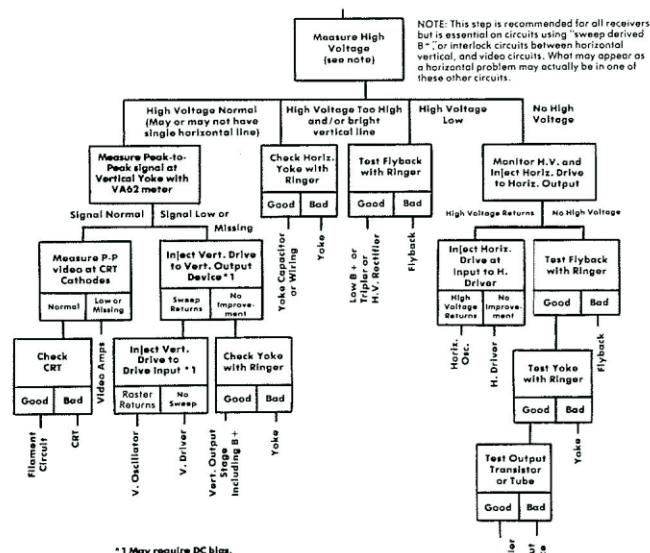 Measure High
Voltage
(see note)
NOTE: This step is recommended for all receivers
but is essential on circuits using "sweep derived
B+" or interlock circuits between horizontal
vertical, and video circuits. What may appear as
a horizontal problem may actually be in one of
these other circuits.
High Voltage Normal
(May or may not have
single horizontal line)
High Voltage Too High
and/or bright
vertical line
High Voltage
Low
No High
Voltage
Measure Peak-to-
Peak signal at
Vertical Yoke with
VA62 meter
Check Horiz.
Yoke with
Ringer
Good
Bad
Test Flyback
with Ringer
Good
Bad
Monitor H.V. and
Inject Horiz. Drive
to Horiz. Output
Signal Normal
Signal Low or
Missing
Yoke Capacitor
or Wiring
Yoke
Low B+ or
Tripler or
H.V. Rectifier
Flyback
High Voltage Returns
No High Voltage
Measure P-P
video at CRT
Cathodes
Normal
Low or
Missing
Inject Vert. Drive
to Vert. Output
Device *1
Sweep
Returns
No
Improve-
ment
Inject Horiz.
Drive at
Input to H.
Driver
High
Voltage
Returns
No
Improve-
ment
Test Flyback
with Ringer
Good
Bad
Check
CRT
Good
Bad
Video Amps
Inject Vert.
Drive to
Drive Input *1
Raster
Returns
No
Sweep
Check Yoke
with Ringer
Good
Bad
Horiz.
Osc.
H. Driver
Flyback
Test Yoke
with Ringer
Good
Bad
Filament
Circuit
CRT
V. Oscillator
V. Driver
Vert. Output
Stage
Including B+
Yoke
Yoke
Test Output
Transistor
or Tube
Good
Bad
*1 May require DC bias.